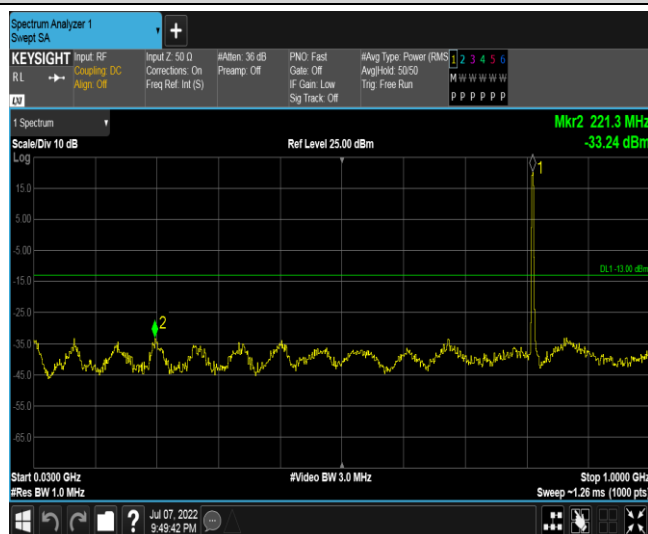 Spectrum Analyzer 1
Swept SA
+
KEYSIGHT
RL
LXI
Input: RF
Coupling: DC
Align: Off
Input Z: 50 Ω
Corrections: On
Freq Ref: Int (S)
#Atten: 36 dB
Preamp: Off
PNO: Fast
Gate: Off
IF Gain: Low
Sig Track: Off
#Avg Type: Power (RMS
Avg|Hold: 50/50
Trig: Free Run
1 2 3 4 5 6
M W W W W W
P P P P P P
1 Spectrum
Mkr2 221.3 MHz
-33.24 dBm
Scale/Div 10 dB
Ref Level 25.00 dBm
Log
1
15.0
5.00
-5.00
DL1 -13.00 dBm
-15.0
-25.0
2
-35.0
-45.0
-55.0
-65.0
Start 0.0300 GHz
#Video BW 3.0 MHz
Stop 1.0000 GHz
#Res BW 1.0 MHz
Sweep ~1.26 ms (1000 pts)
?
Jul 07, 2022
9:49:42 PM